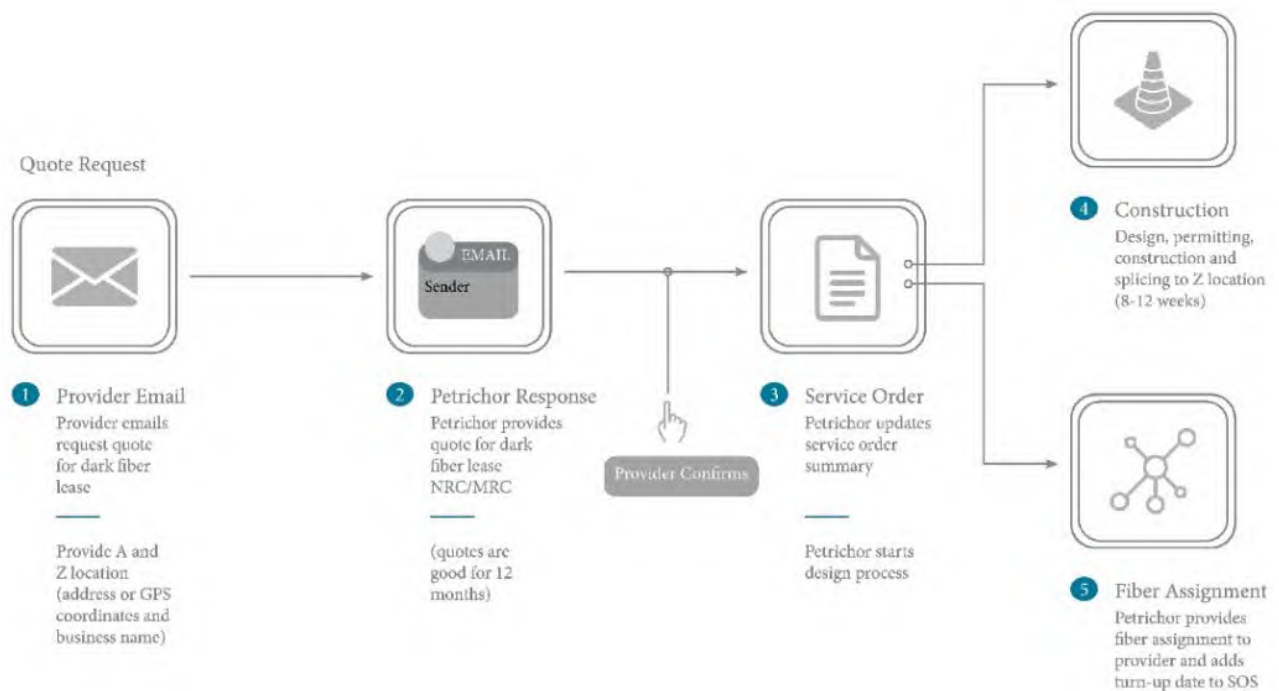 Quote Request
EMAIL
Sender
1 Provider Email
Provider emails
request quote
for dark fiber
lease
Provide A and
Z location
(address or GPS
coordinates and
business name)
2 Petrichor Response
Petrichor provides
quote for dark
fiber lease
NRC/MRC
(quotes are
good for 12
months)
Provider Confirms
3 Service Order
Petrichor updates
service order
summary
Petrichor starts
design process
4 Construction
Design, permitting,
construction and
splicing to Z location
(8-12 weeks)
5 Fiber Assignment
Petrichor provides
fiber assignment to
provider and adds
turn-up date to SOS